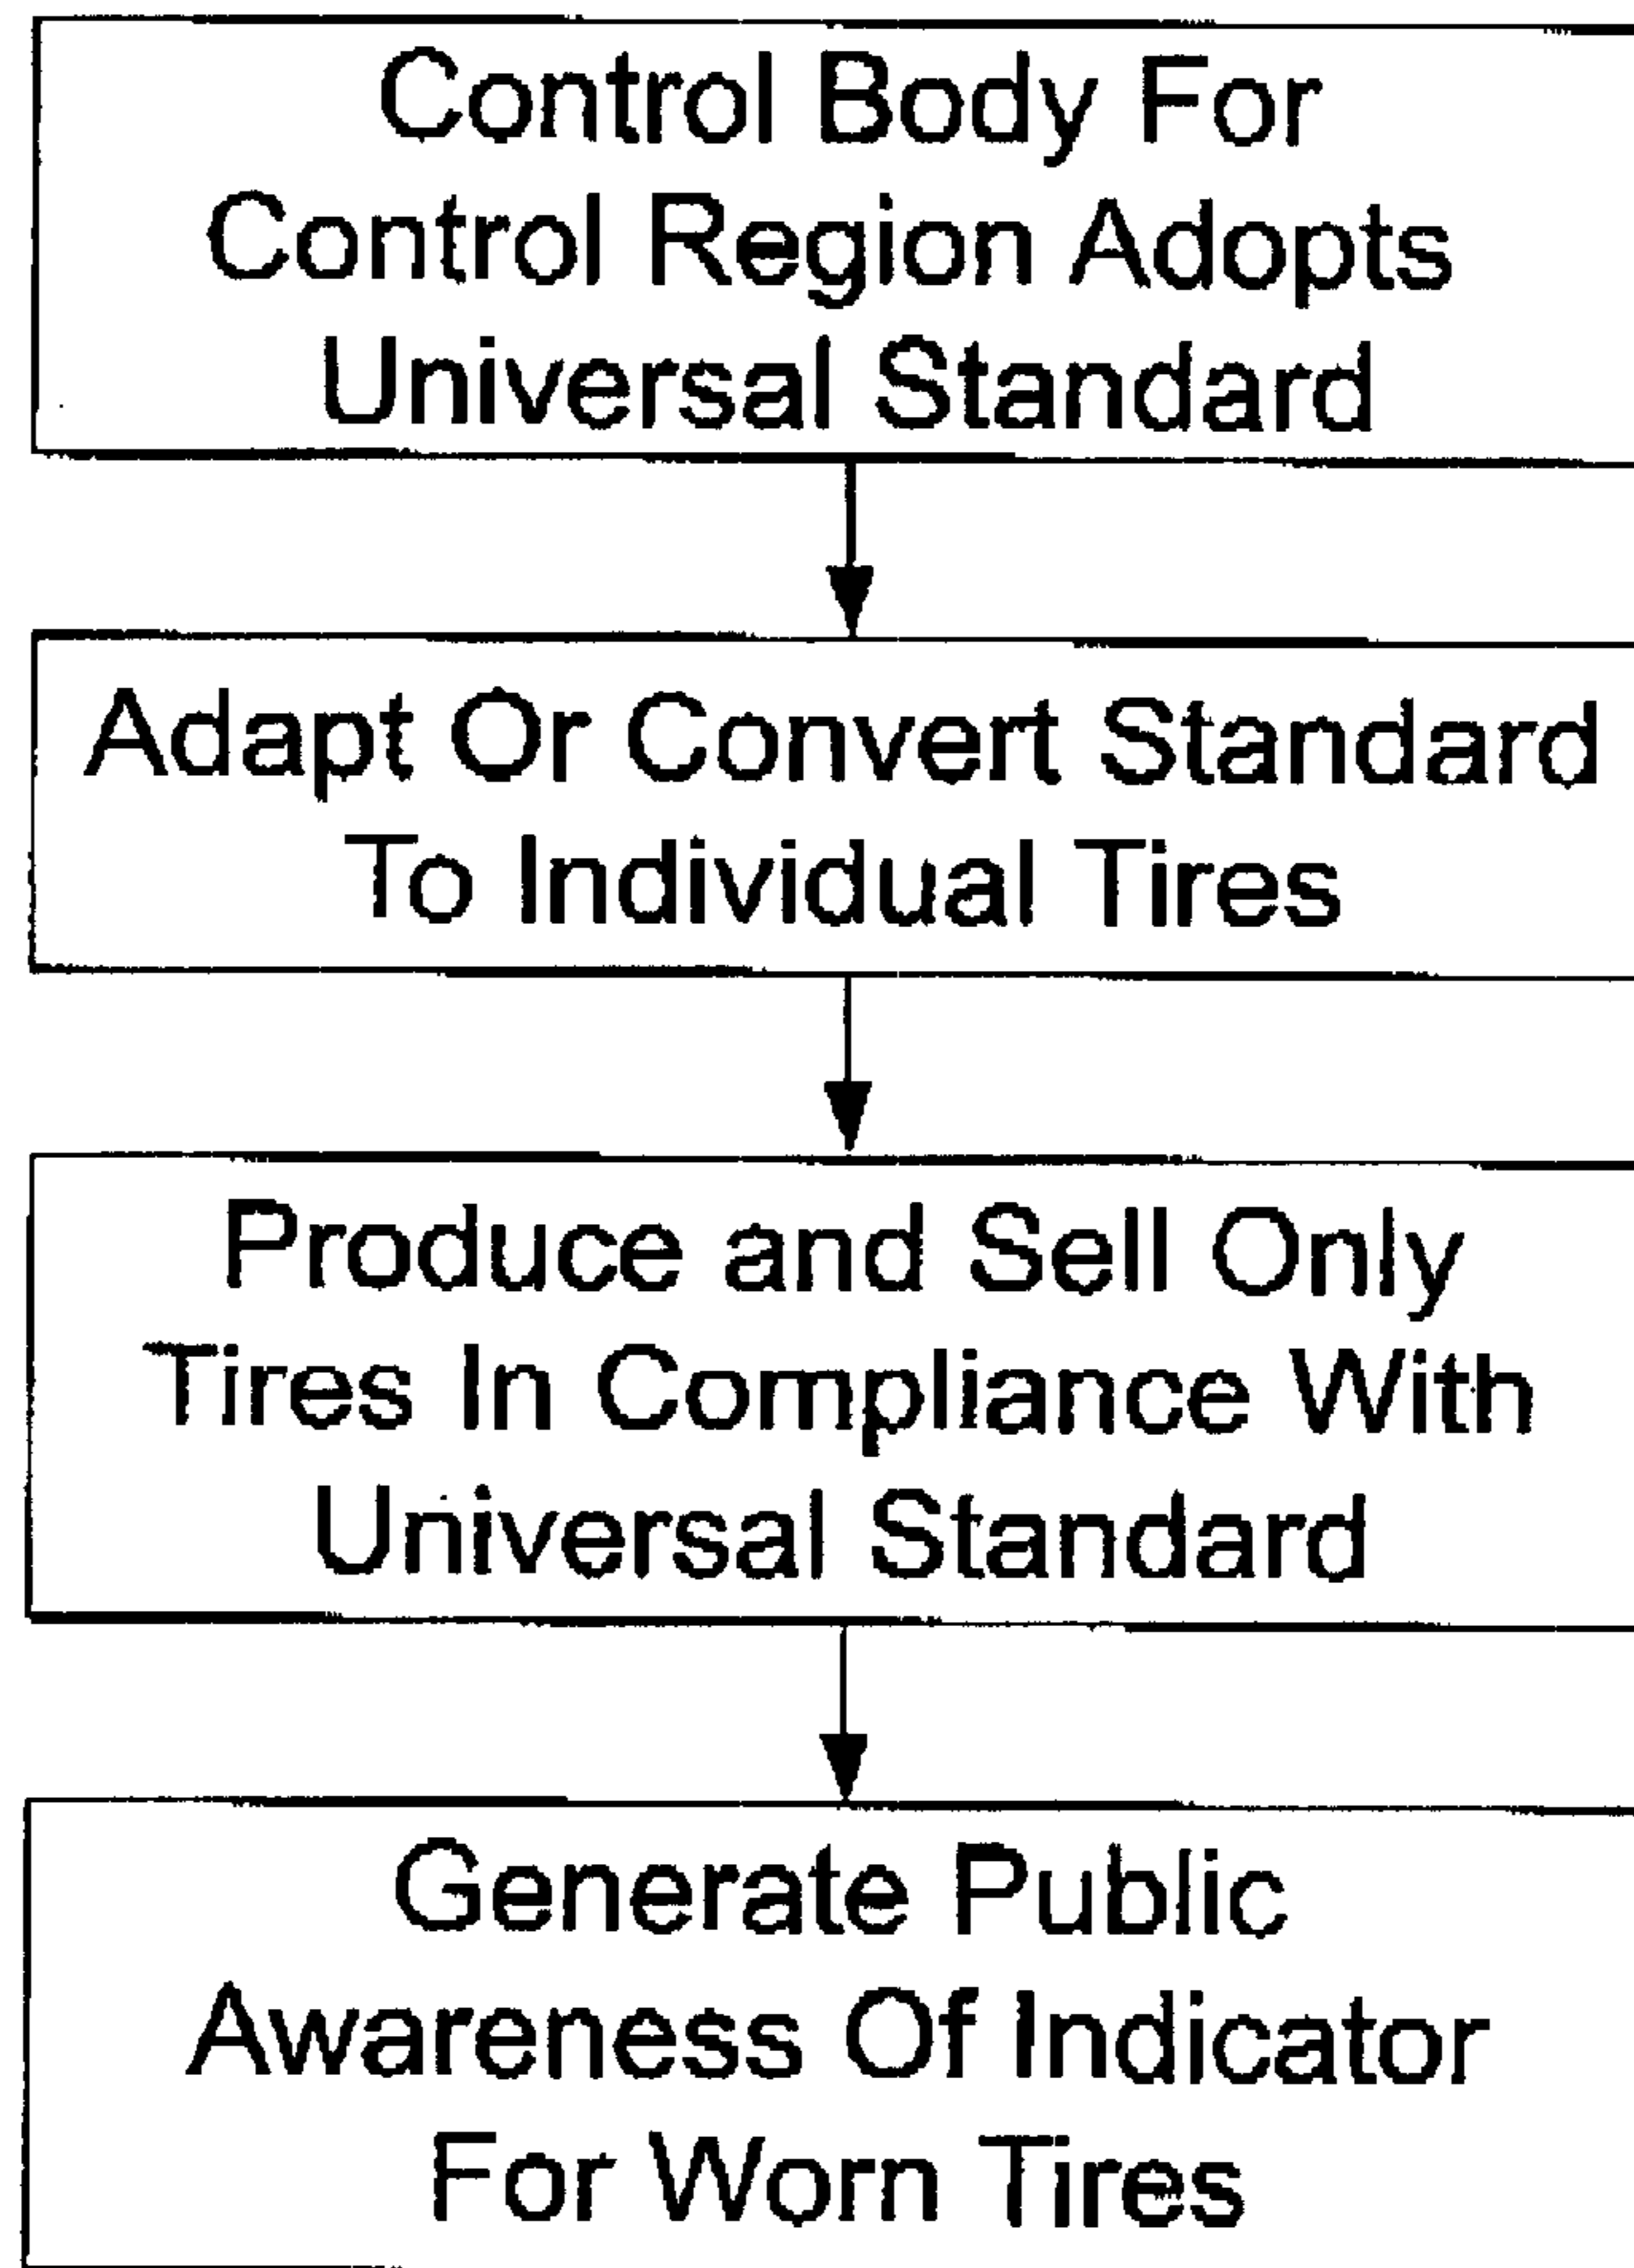 Control Body For
Control Region Adopts
Universal Standard
Adapt Or Convert Standard
To Individual Tires
Produce and Sell Only
Tires In Compliance With
Universal Standard
Generate Public
Awareness Of Indicator
For Worn Tires